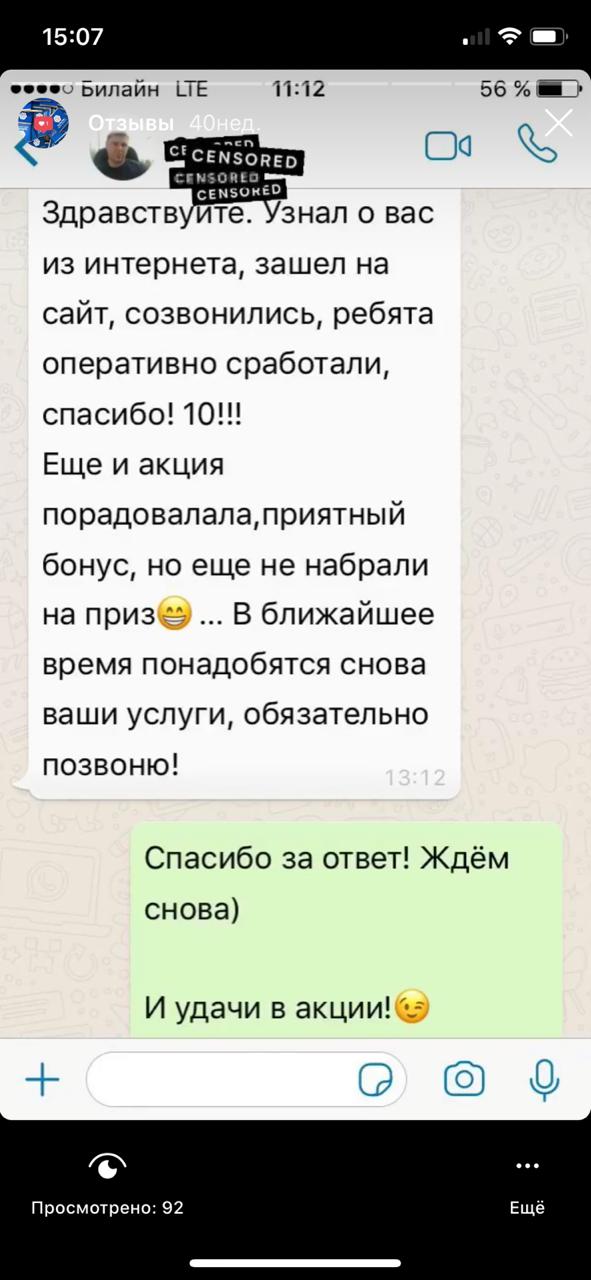 15:07
Билайн LTE 11:12 56 %
Отзывы 40нед.
CENSORED
CENSORED
CENSORED
Здравствуйте. Узнал о вас
из интернета, зашел на
сайт, созвонились, ребята
оперативно сработали,
спасибо! 10!!!
Еще и акция
порадовалала,приятный
бонус, но еще не набрали
на приз😁 ... В ближайшее
время понадобятся снова
ваши услуги, обязательно
позвоню!
13:12
Спасибо за ответ! Ждём
снова)
И удачи в акции!😉
Просмотрено: 92
Ещё